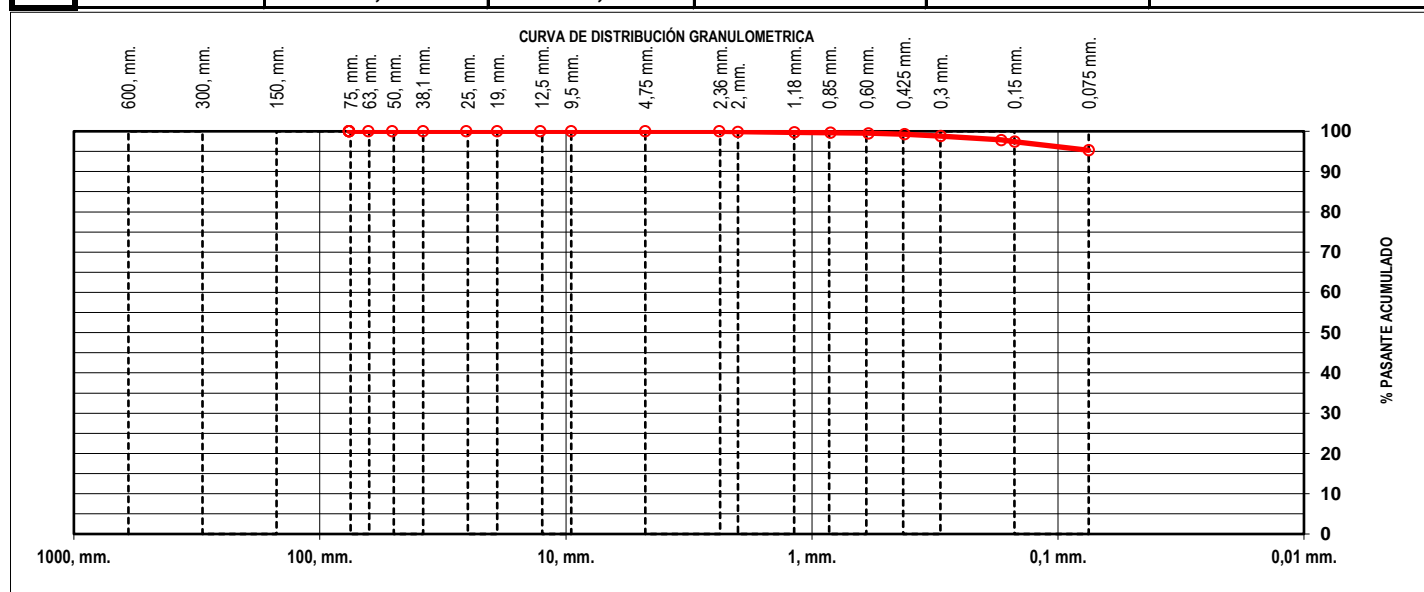 CURVA DE DISTRIBUCIÓN GRANULOMETRICA
600, mm.
300, mm.
150, mm.
75, mm.
63, mm.
50, mm.
38,1 mm.
25, mm.
19, mm.
12,5 mm.
9,5 mm.
4,75 mm.
2,36 mm.
2, mm.
1,18 mm.
0,85 mm.
0,60 mm.
0,425 mm.
0,3 mm.
0,15 mm.
0,075 mm.
100
90
80
70
60
50
40
30
20
10
0
% PASANTE ACUMULADO
1000, mm.
100, mm.
10, mm.
1, mm.
0,1 mm.
0,01 mm.